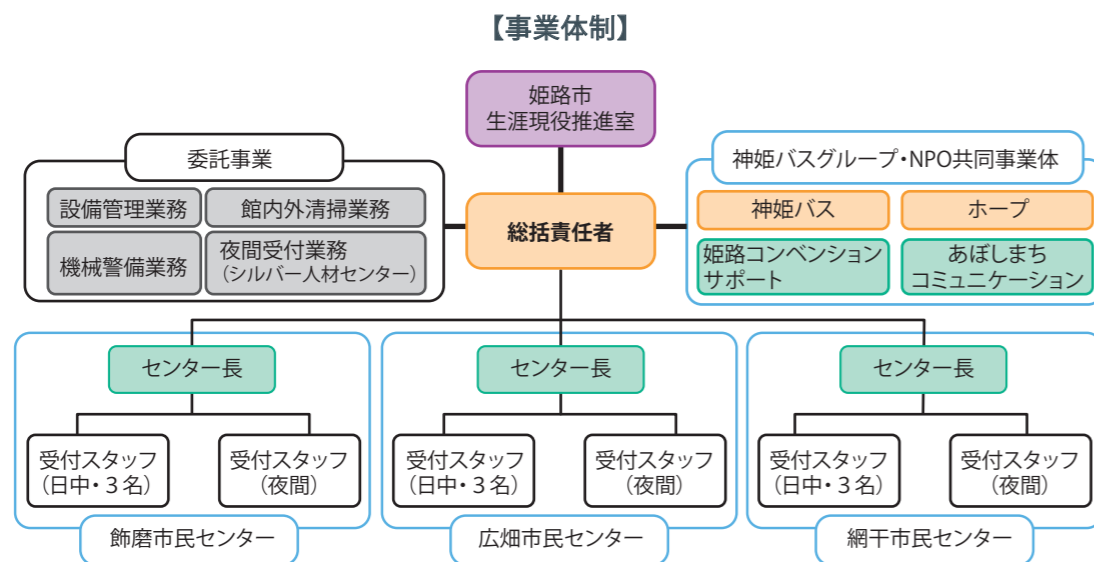 【事業体制】
姫路市
生涯現役推進室
委託事業
設備管理業務
館内外清掃業務
機械警備業務
夜間受付業務
（シルバー人材センター）
総括責任者
神姫バスグループ・NPO共同事業体
神姫バス
ホープ
姫路コンベンション
サポート
あぼしまち
コミュニケーション
センター長
受付スタッフ
（日中・３名）
受付スタッフ
（夜間）
飾磨市民センター
センター長
受付スタッフ
（日中・３名）
受付スタッフ
（夜間）
広畑市民センター
センター長
受付スタッフ
（日中・３名）
受付スタッフ
（夜間）
網干市民センター